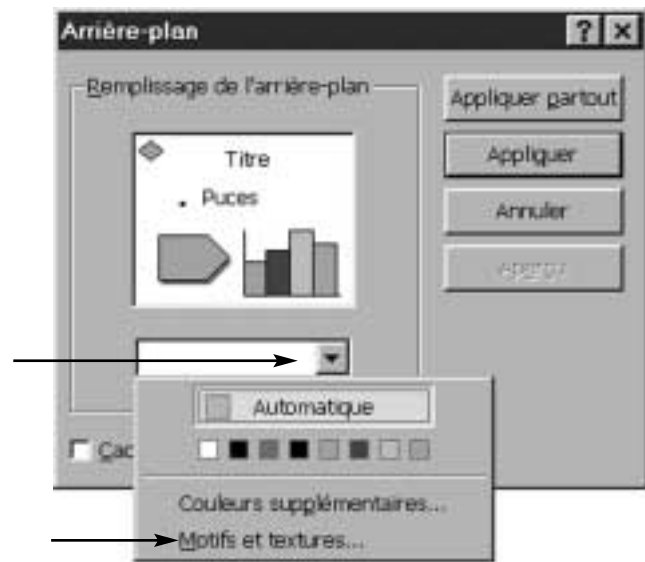 Arrière-plan
Remplissage de l'arrière-plan
Titre
Puces
Appliquer partout
Appliquer
Annuler
Aperçu
Automatique
Cac
Couleurs supplémentaires...
Motifs et textures...